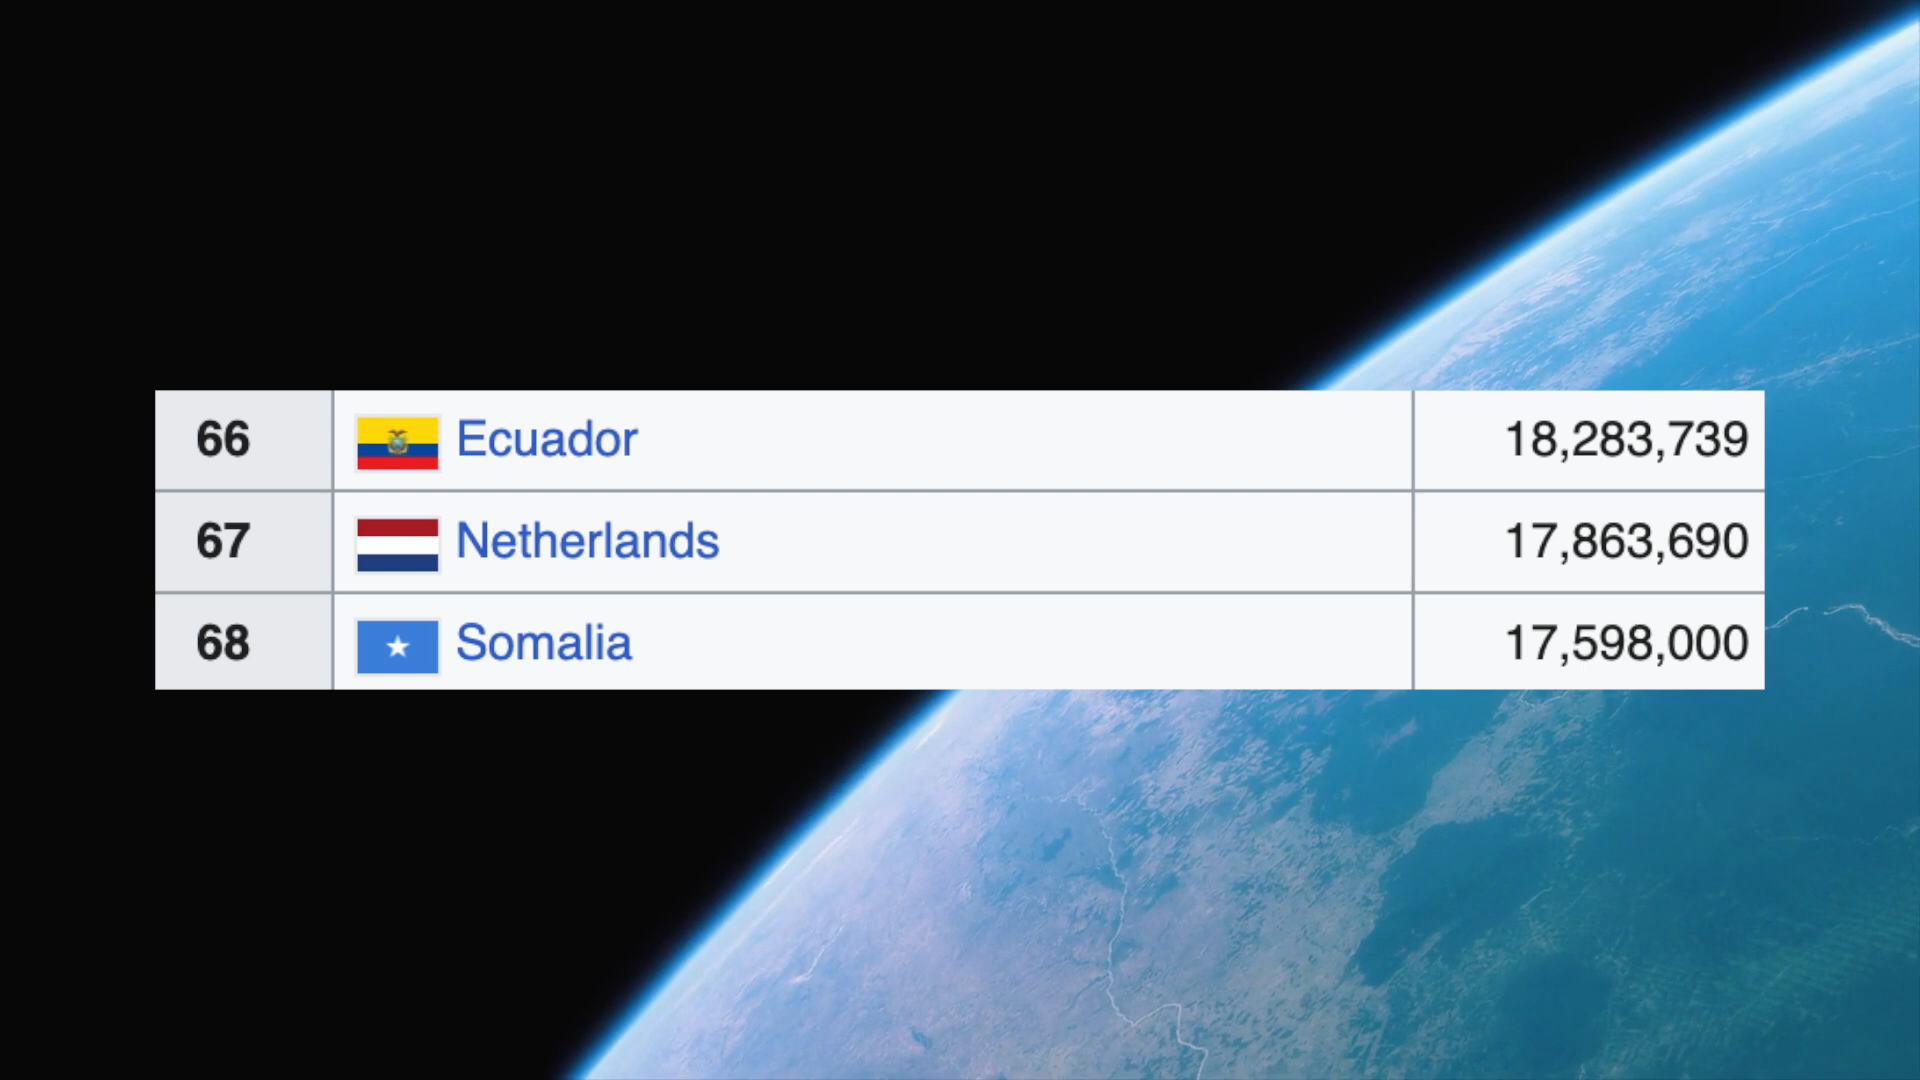 66 Ecuador 18,283,739
67 Netherlands 17,863,690
68 Somalia 17,598,000